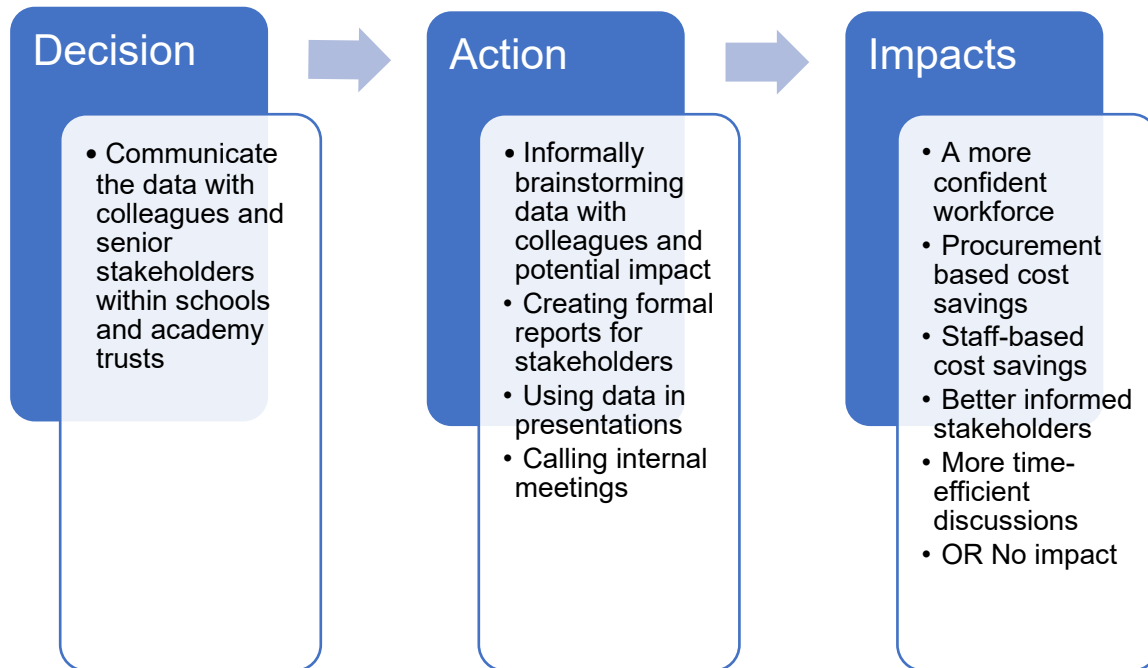 Decision
• Communicate
the data with
colleagues and
senior
stakeholders
within schools
and academy
trusts
Action
• Informally
brainstorming
data with
colleagues and
potential impact
• Creating formal
reports for
stakeholders
• Using data in
presentations
• Calling internal
meetings
Impacts
• A more
confident
workforce
• Procurement
based cost
savings
• Staff-based
cost savings
• Better informed
stakeholders
• More time-
efficient
discussions
• OR No impact